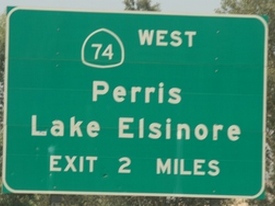 74 WEST
Perris
Lake Elsinore
EXIT 2 MILES